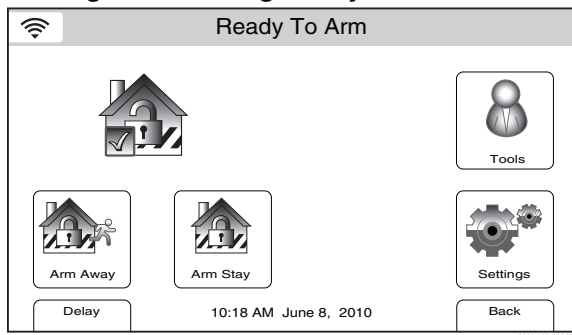 Ready To Arm
Tools
Arm Away
Arm Stay
Settings
Delay
10:18 AM June 8, 2010
Back